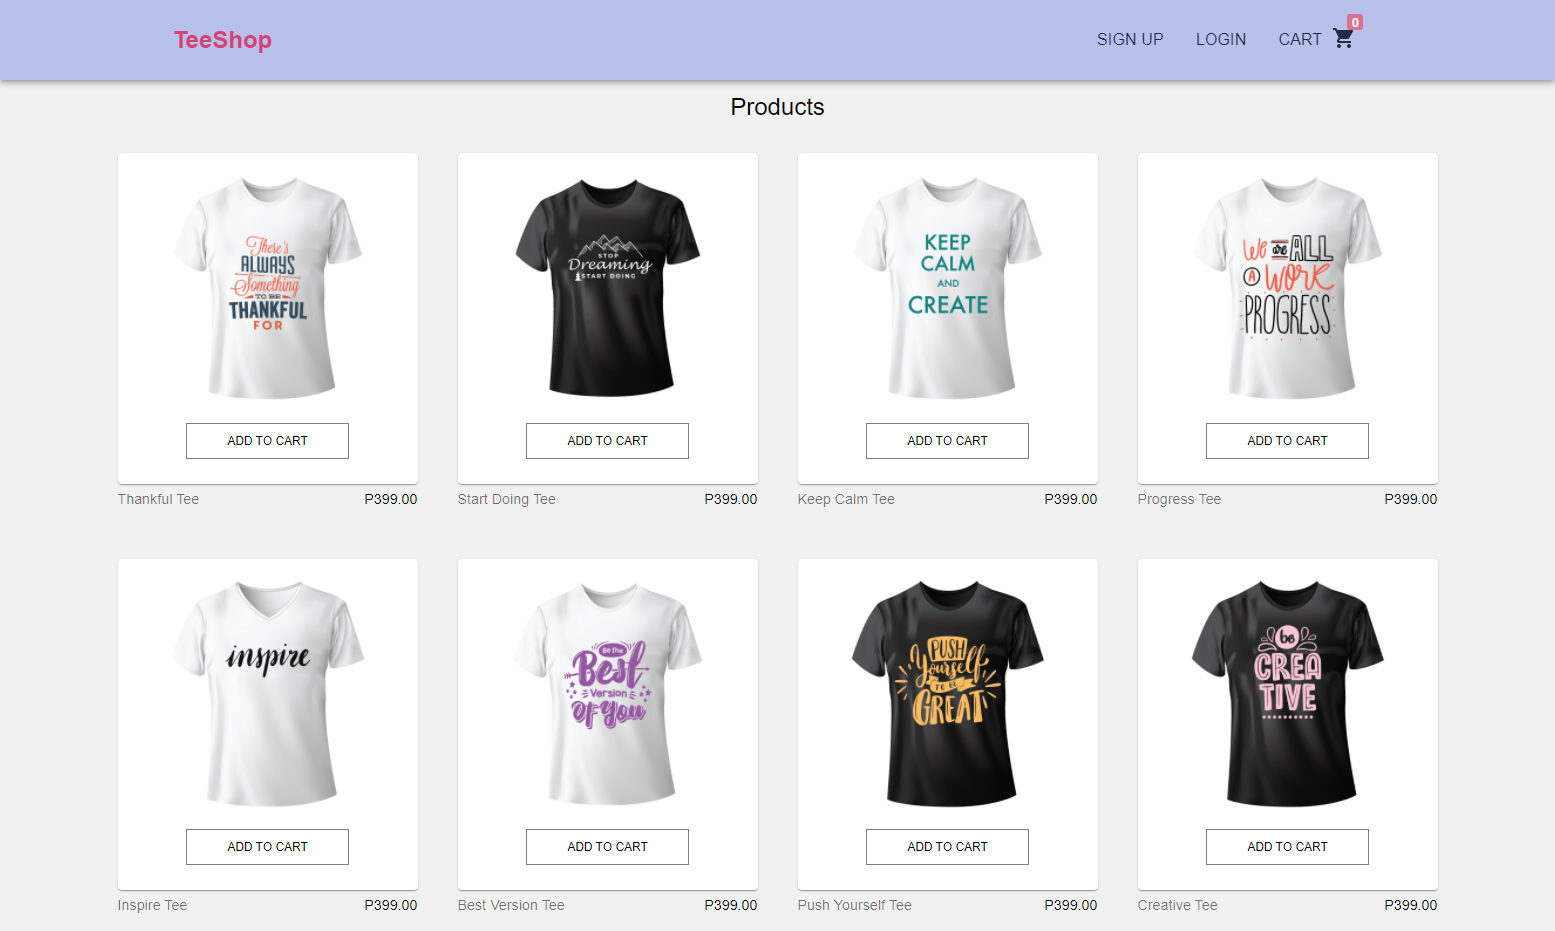 TeeShop
SIGN UP
LOGIN
CART
0
Products
There's
ALWAYS
Something
TO BE
THANKFUL
FOR
ADD TO CART
Thankful Tee
P399.00
STOP
Dreaming
START DOING
ADD TO CART
Start Doing Tee
P399.00
KEEP
CALM
AND
CREATE
ADD TO CART
Keep Calm Tee
P399.00
We are ALL
A WORK
PROGRESS
ADD TO CART
Progress Tee
P399.00
inspire
ADD TO CART
Inspire Tee
P399.00
Be The
Best
Version
Of You
ADD TO CART
Best Version Tee
P399.00
PUSH
Yourself
TO BE
GREAT
ADD TO CART
Push Yourself Tee
P399.00
be
CREA
TIVE
ADD TO CART
Creative Tee
P399.00